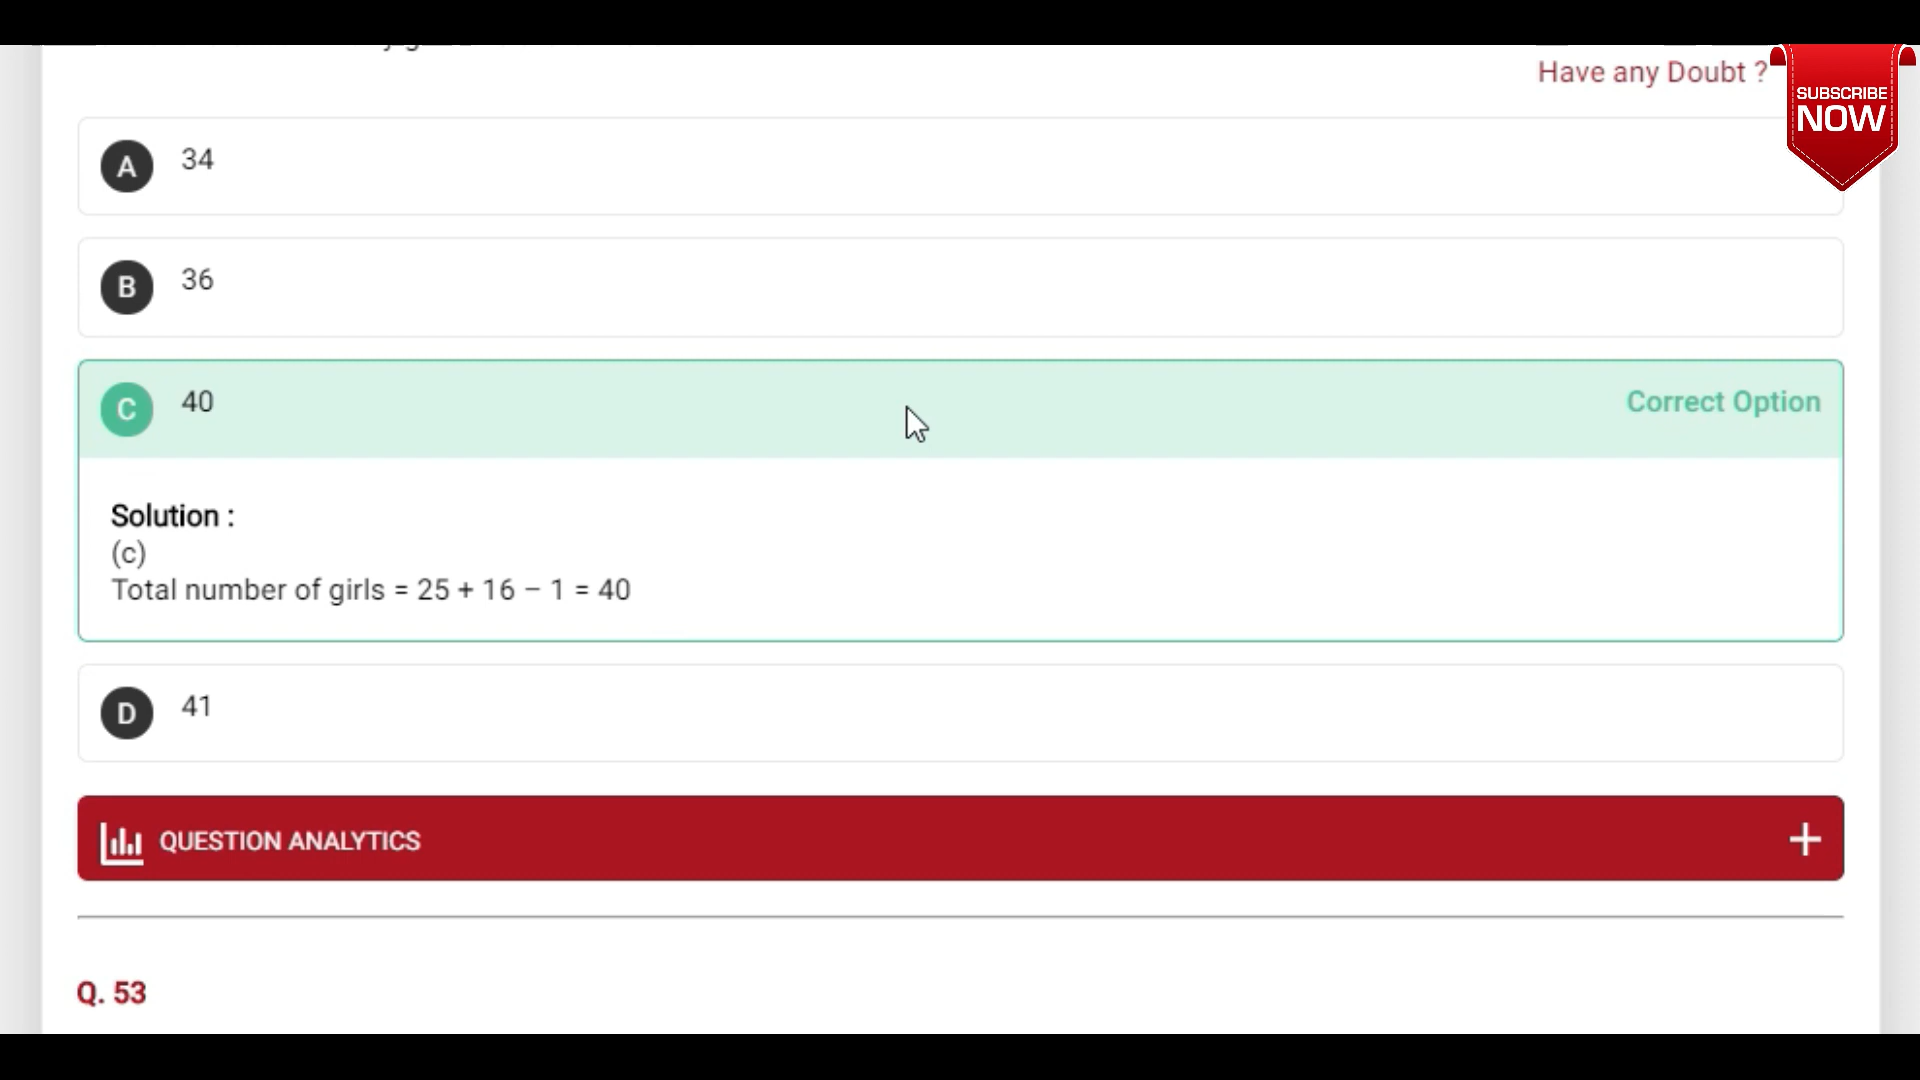 Have any Doubt ?
SUBSCRIBE
NOW
A 34
B 36
C 40 Correct Option
Solution :
(c)
Total number of girls = 25 + 16 − 1 = 40
D 41
QUESTION ANALYTICS +
Q. 53